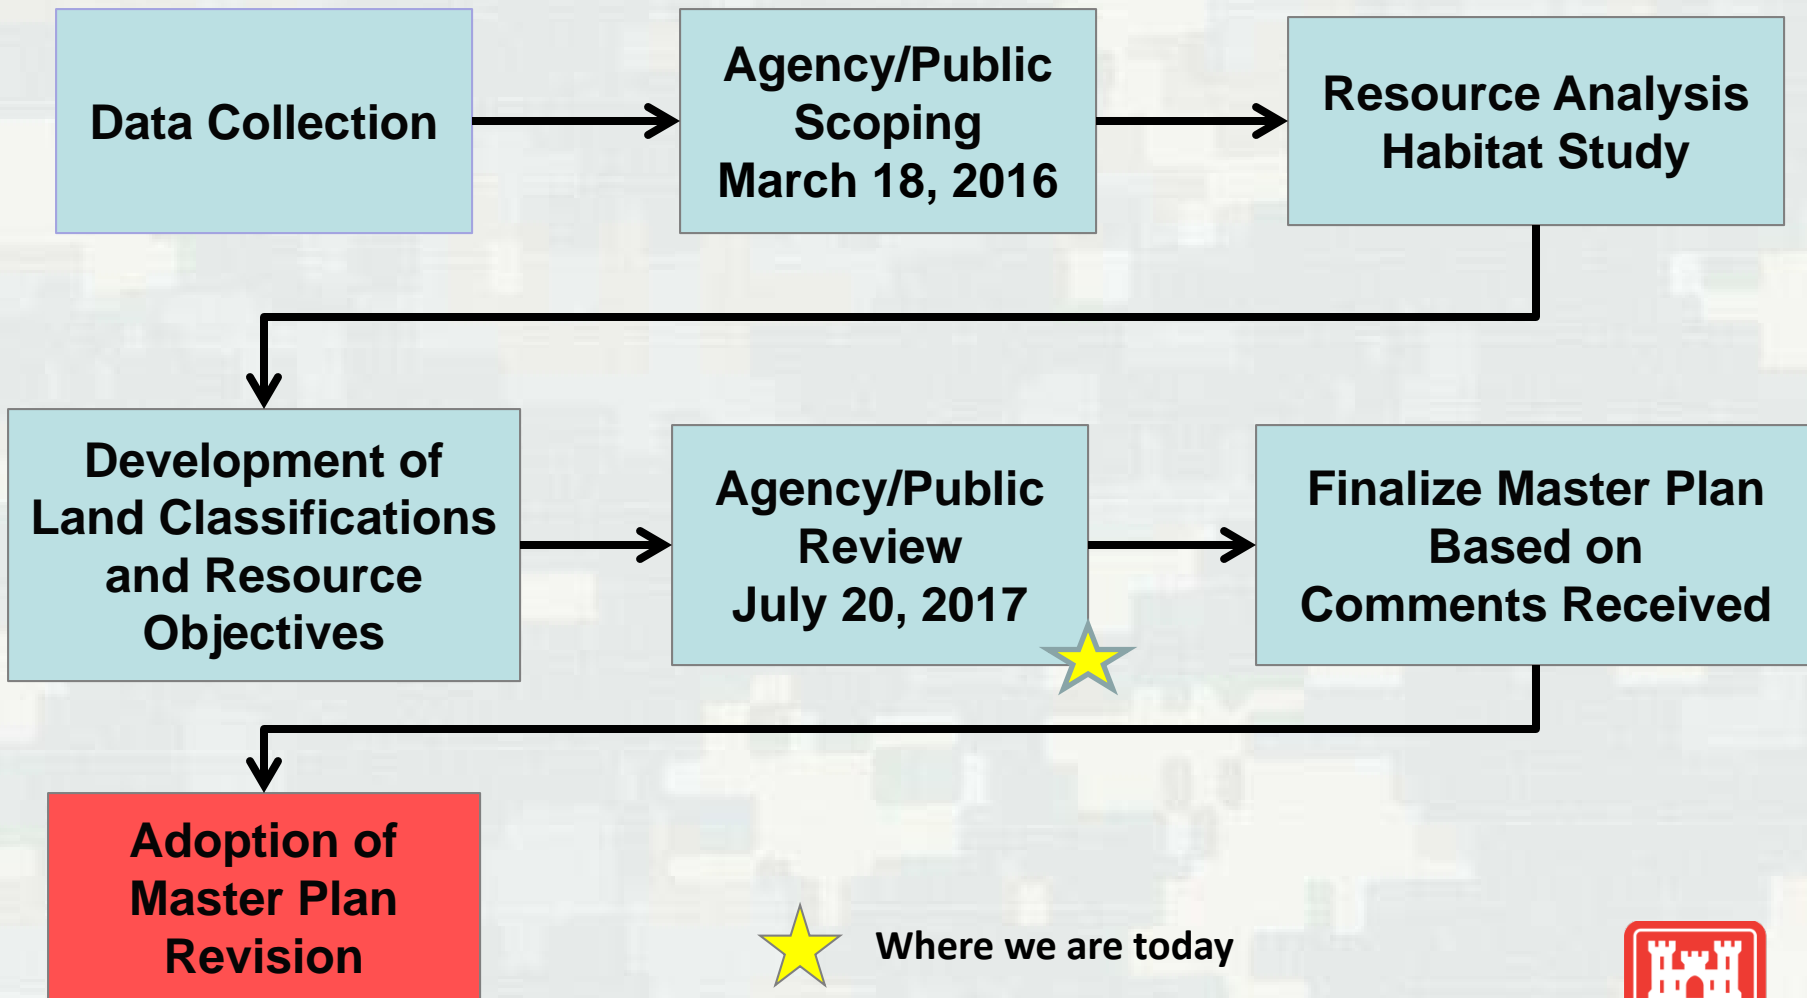 Data Collection
Agency/Public
Scoping
March 18, 2016
Resource Analysis
Habitat Study
Development of
Land Classifications
and Resource
Objectives
Agency/Public
Review
July 20, 2017
Finalize Master Plan
Based on
Comments Received
Adoption of
Master Plan
Revision
Where we are today